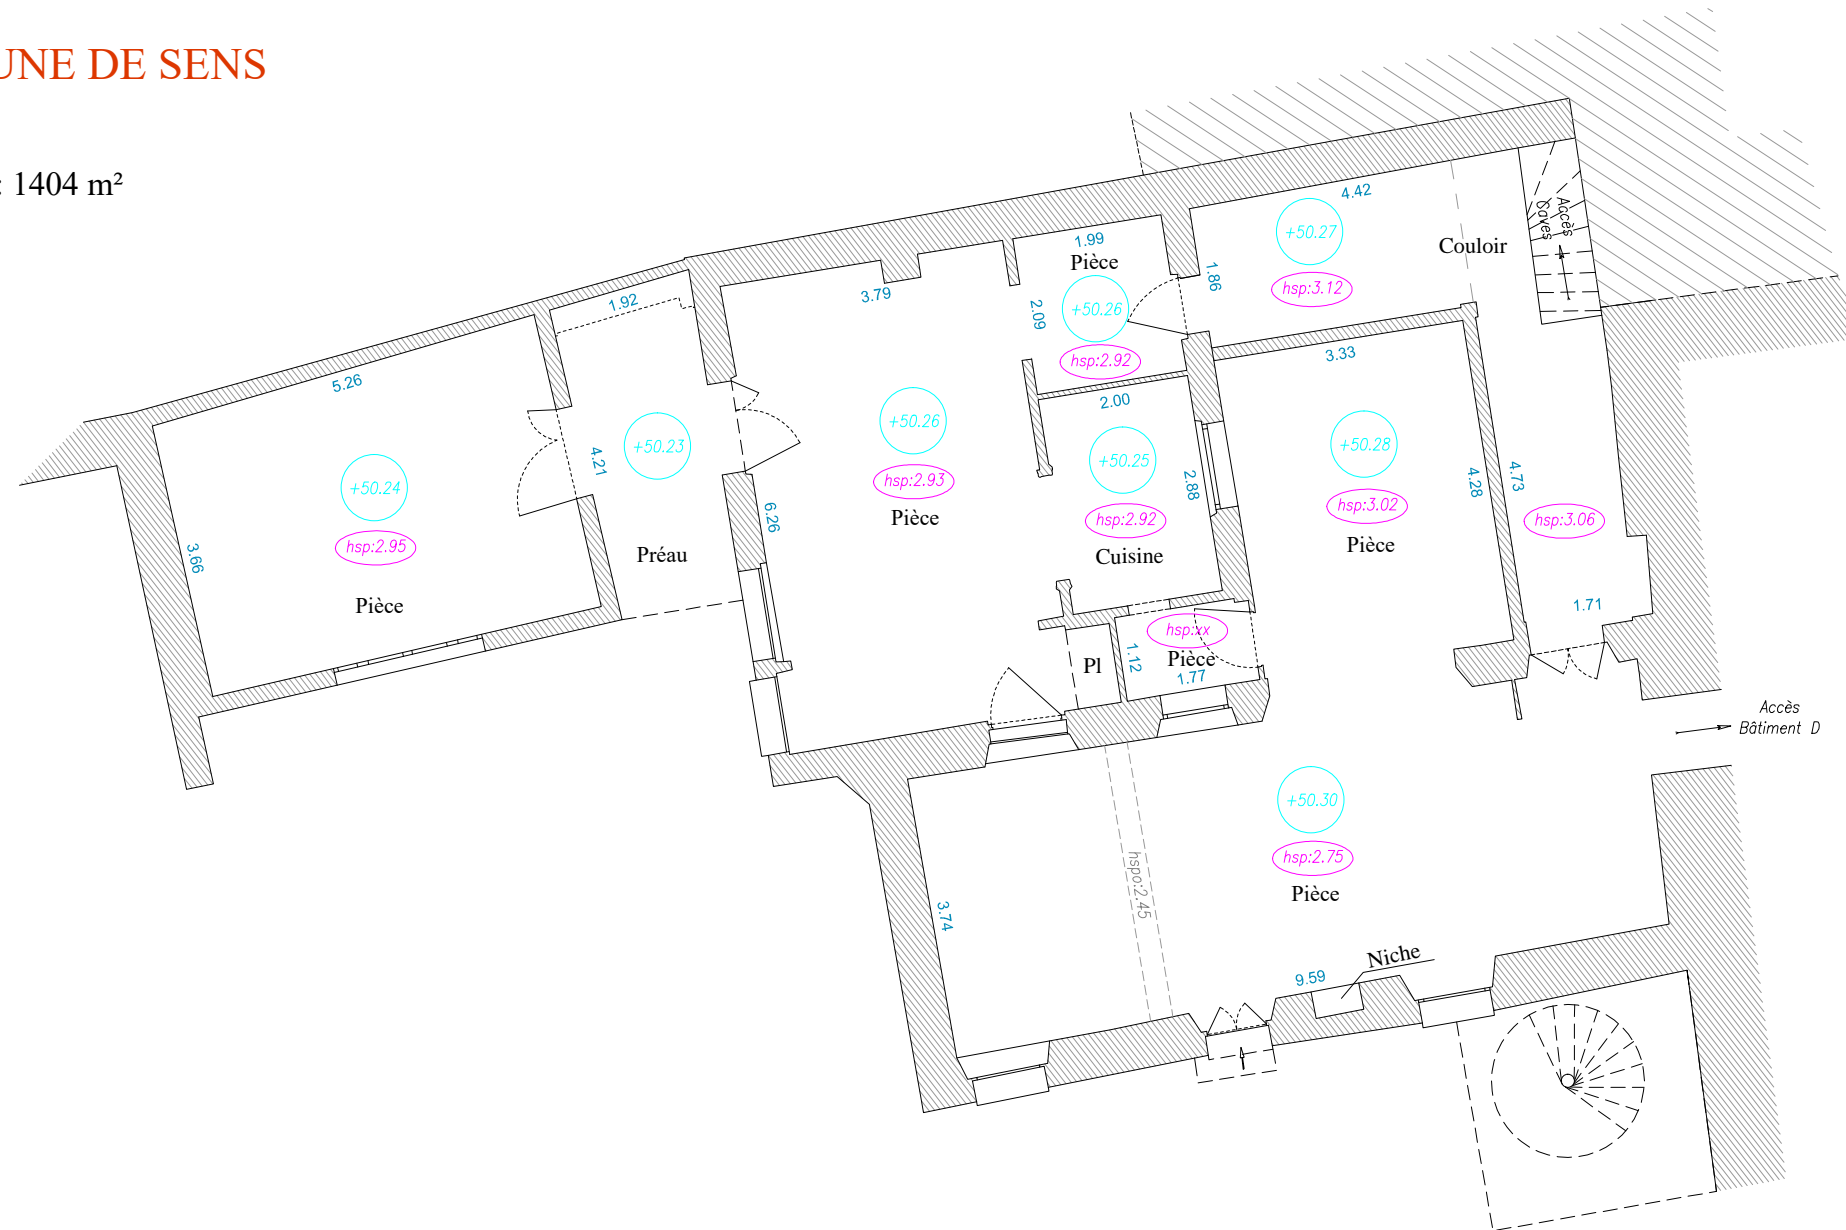 UNE DE SENS
: 1404 m²
5.26
+50.24
hsp:2.95
3.66
Pièce
1.92
+50.23
4.21
Préau
3.79
+50.26
hsp:2.93
Pièce
6.26
1.99
Pièce
+50.26
2.09
hsp:2.92
2.00
+50.25
hsp:2.92
2.88
Cuisine
4.42
+50.27
hsp:3.12
1.86
Couloir
Accès
Caves
3.33
+50.28
hsp:3.02
Pièce
4.28
4.73
hsp:3.06
1.71
hsp:xx
Pièce
1.12
1.77
Pl
Accès
Bâtiment D
+50.30
hsp:2.75
Pièce
hspo:2.45
3.74
9.59
Niche